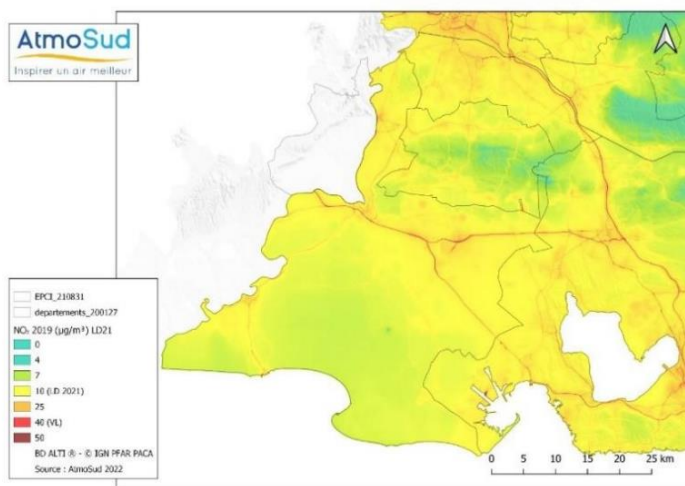 AtmoSud
Inspirer un air meilleur
EPCI_210831
departements_200127
NO₂ 2019 (µg/m³) LD21
0
4
7
10 (LD 2021)
25
40 (VL)
50
BD ALTI ® - © IGN PFAR PACA
Source : AtmoSud 2022
0 5 10 15 20 25 km